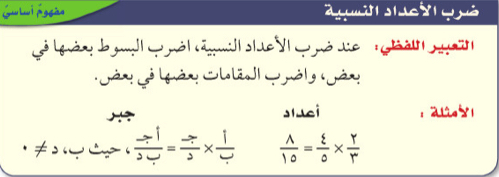 ضرب الأعداد النسبية
مفهوم أساسي
التعبير اللفظي: عند ضرب الأعداد النسبية، اضرب البسوط بعضها في
بعض، واضرب المقامات بعضها في بعض.
الأمثلة : أعداد جبر
٢/٣ × ٤/٥ = ٨/١٥ أ/ب × جـ/د = أ جـ/ب د، حيث ب، د ≠ ٠